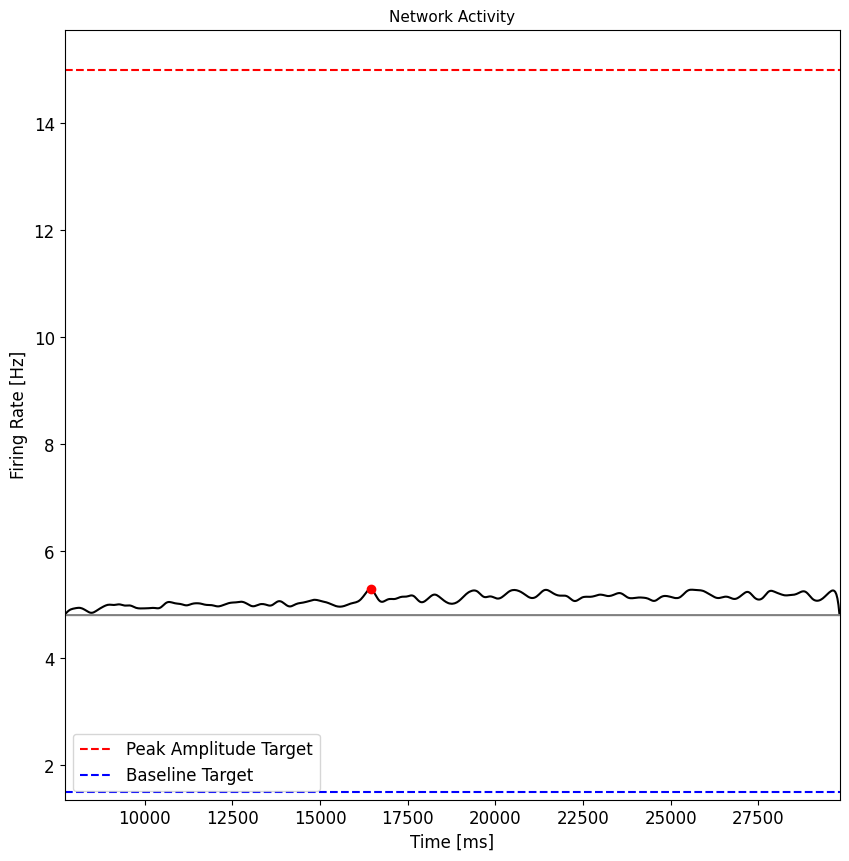 Network Activity
14
12
10
8
6
4
2
Firing Rate [Hz]
Peak Amplitude Target
Baseline Target
10000 12500 15000 17500 20000 22500 25000 27500
Time [ms]